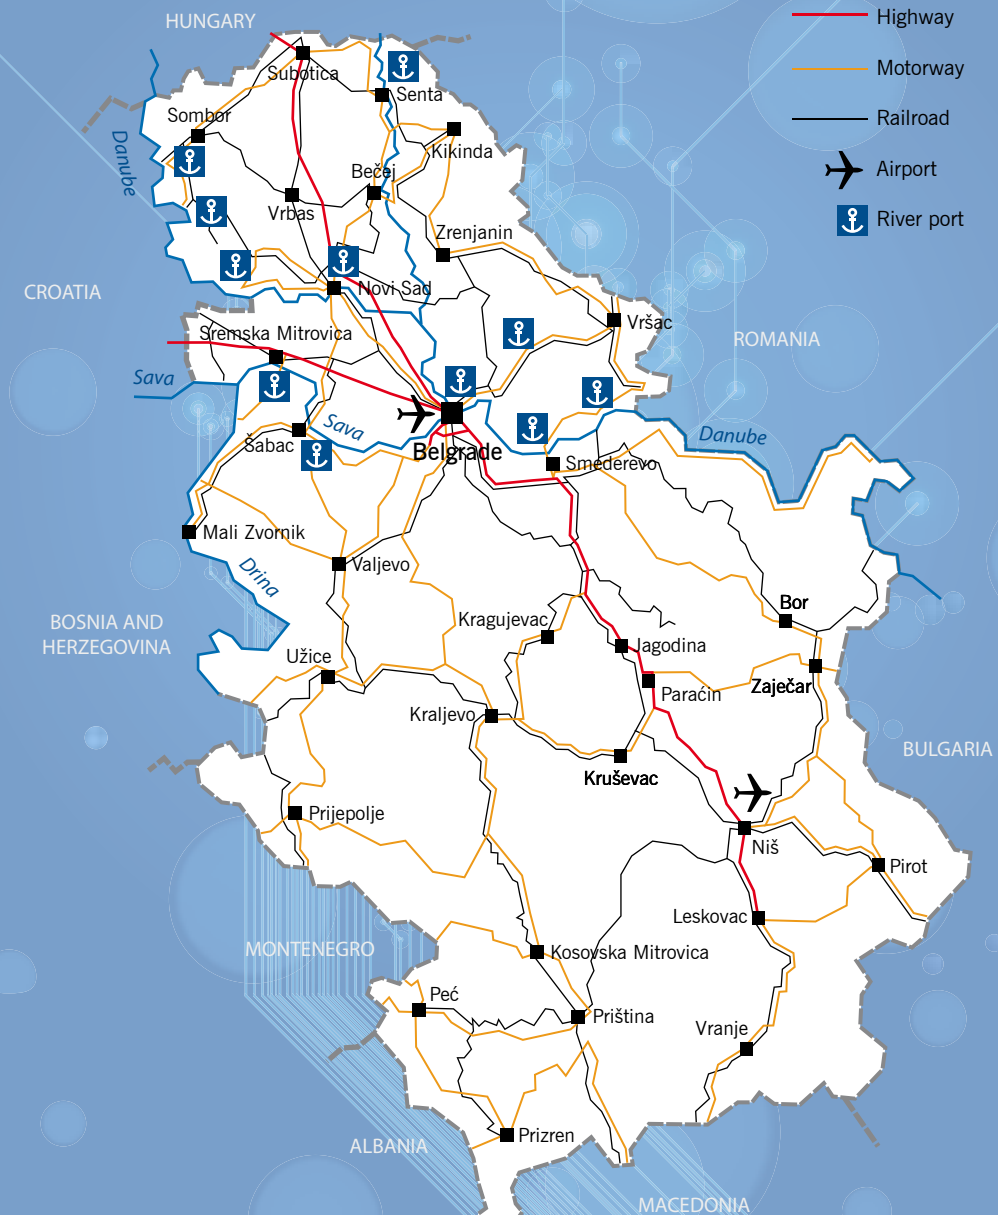 HUNGARY
Highway
Motorway
Railroad
Airport
River port
Subotica
Senta
Sombor
Kikinda
Danube
Bečej
Vrbas
Zrenjanin
CROATIA
Novi Sad
Vršac
Sremska Mitrovica
ROMANIA
Sava
Sava
Šabac
Belgrade
Danube
Smederevo
Mali Zvornik
Valjevo
Drina
BOSNIA AND
HERZEGOVINA
Kragujevac
Bor
Jagodina
Užice
Zaječar
Paraćin
Kraljevo
BULGARIA
Kruševac
Prijepolje
Niš
Pirot
Leskovac
MONTENEGRO
Kosovska Mitrovica
Peć
Priština
Vranje
Prizren
ALBANIA
MACEDONIA